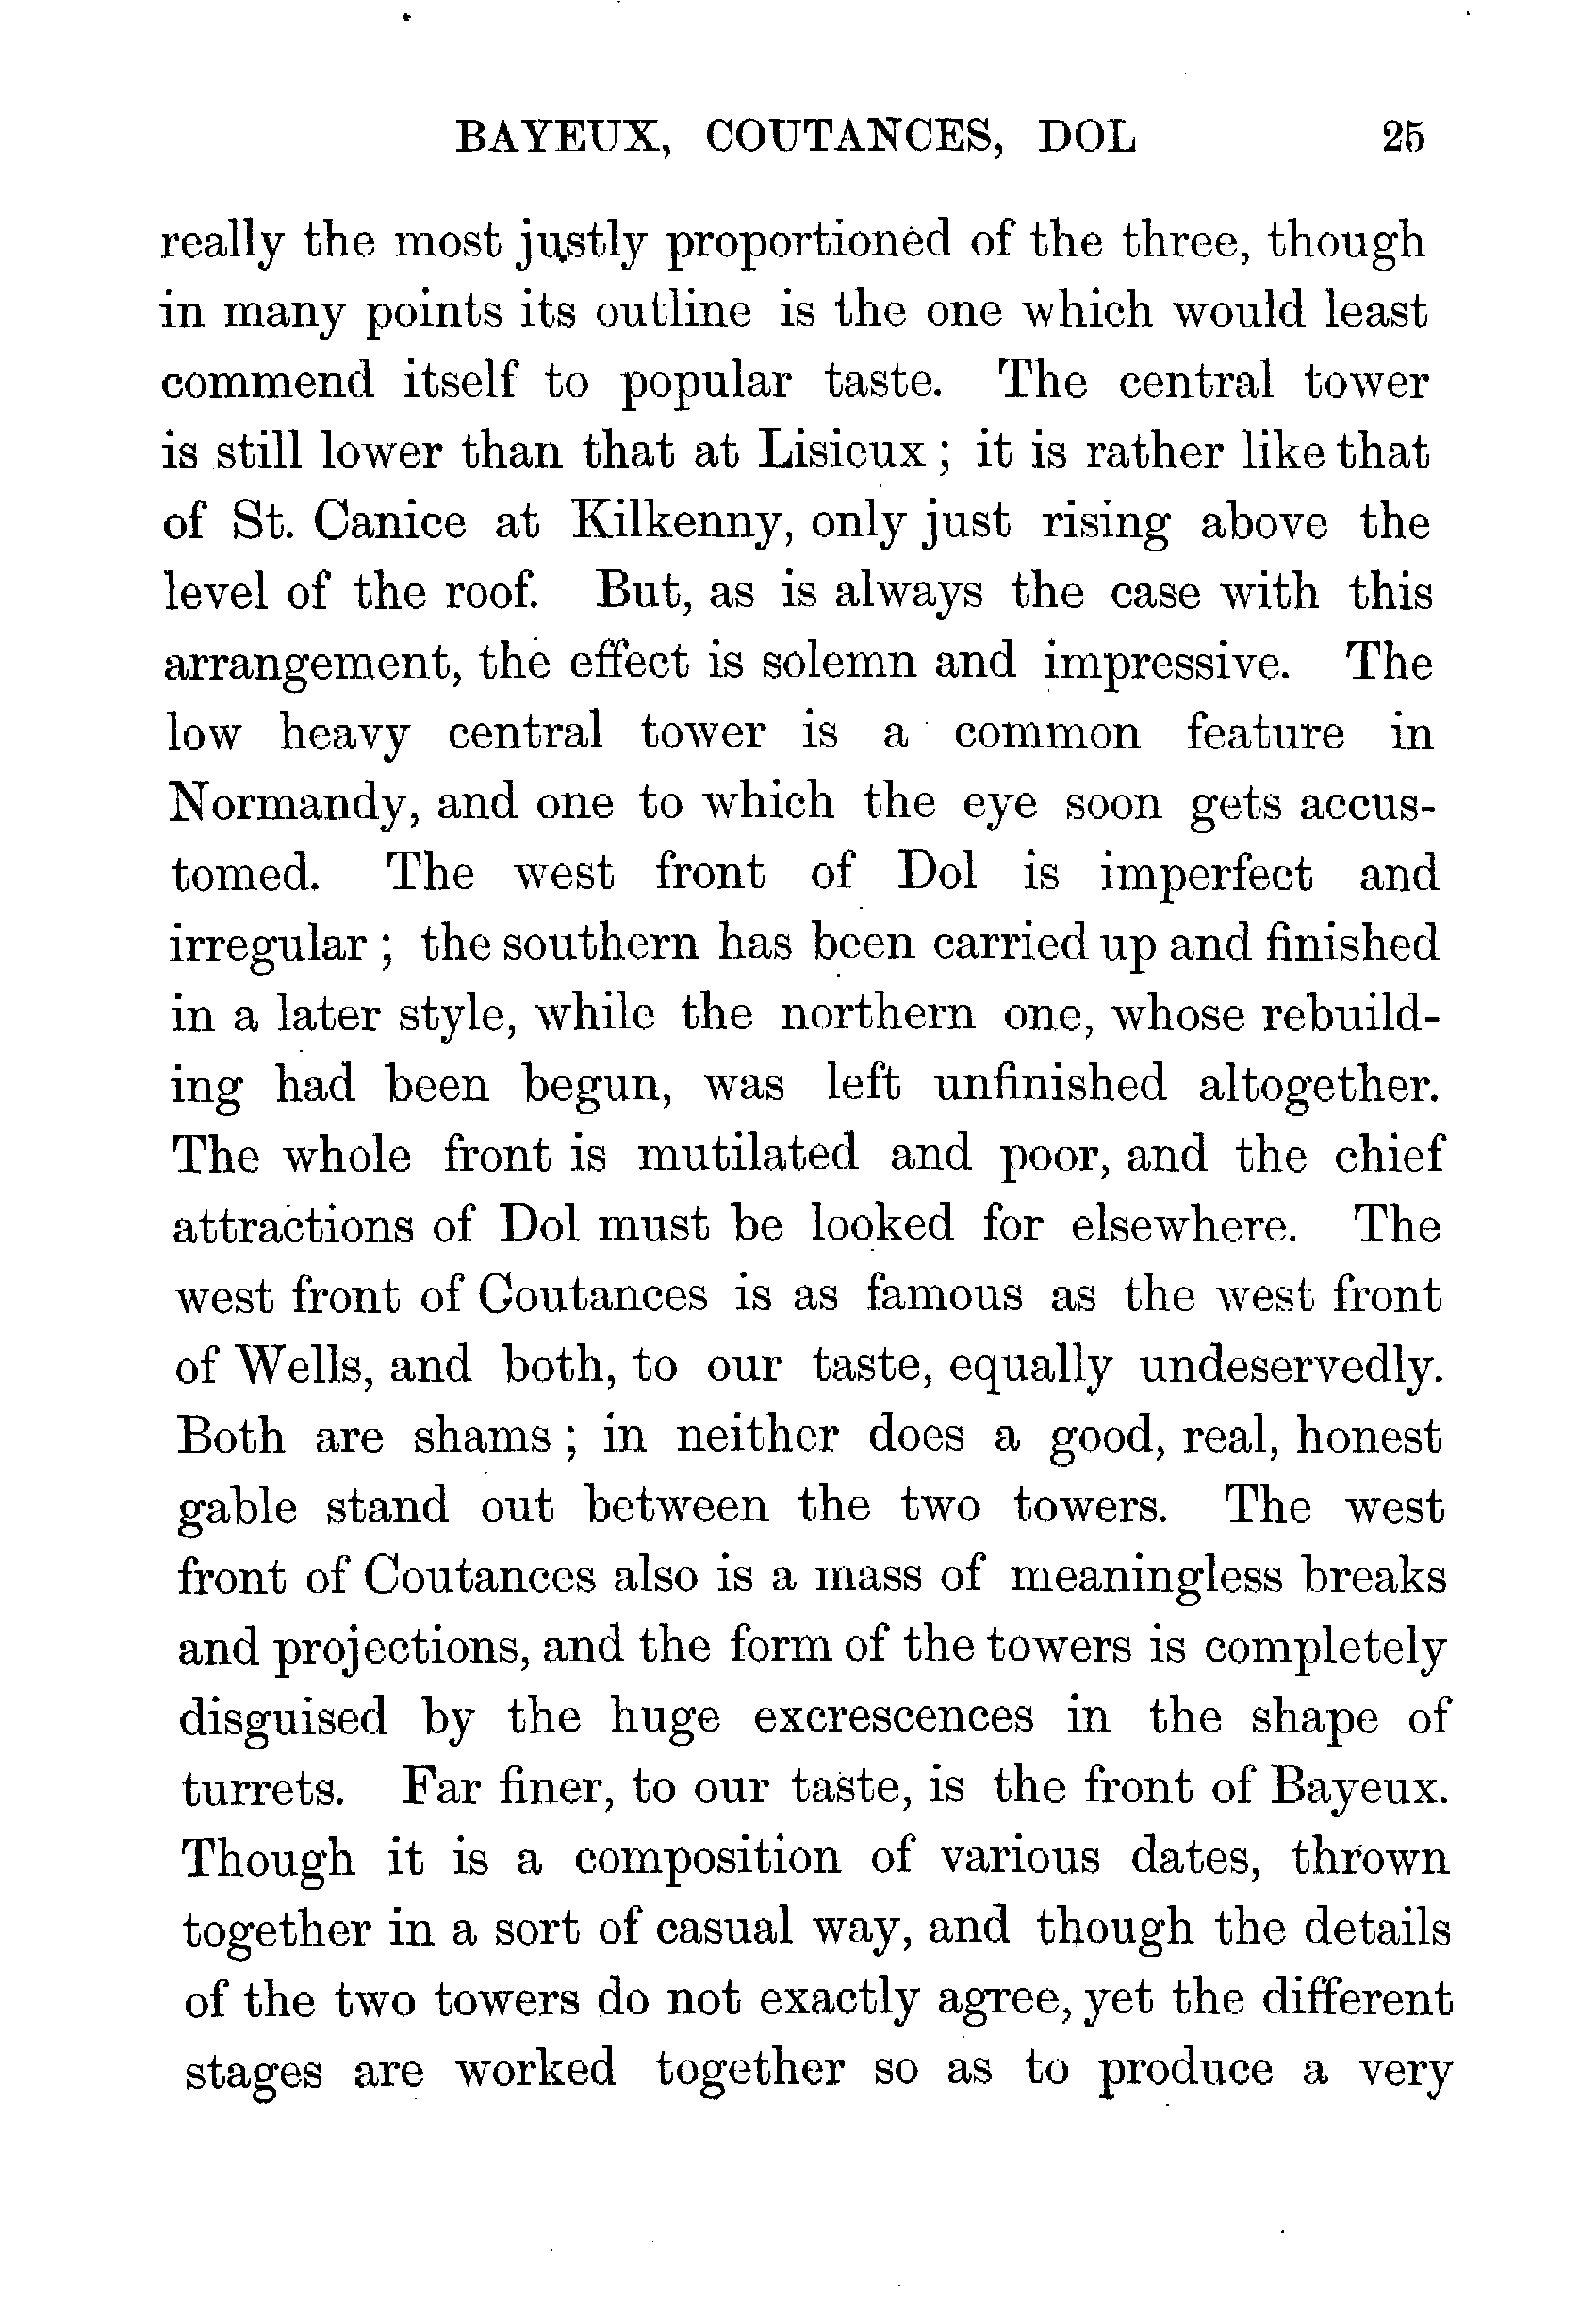 BAYEUX, COUTANCES, DOL 25
really the most justly proportioned of the three, though
in many points its outline is the one which would least
commend itself to popular taste. The central tower
is still lower than that at Lisieux ; it is rather like that
of St. Canice at Kilkenny, only just rising above the
level of the roof. But, as is always the case with this
arrangement, the effect is solemn and impressive. The
low heavy central tower is a common feature in
Normandy, and one to which the eye soon gets accus-
tomed. The west front of Dol is imperfect and
irregular ; the southern has been carried up and finished
in a later style, while the northern one, whose rebuild-
ing had been begun, was left unfinished altogether.
The whole front is mutilated and poor, and the chief
attractions of Dol must be looked for elsewhere. The
west front of Coutances is as famous as the west front
of Wells, and both, to our taste, equally undeservedly.
Both are shams ; in neither does a good, real, honest
gable stand out between the two towers. The west
front of Coutances also is a mass of meaningless breaks
and projections, and the form of the towers is completely
disguised by the huge excrescences in the shape of
turrets. Far finer, to our taste, is the front of Bayeux.
Though it is a composition of various dates, thrown
together in a sort of casual way, and though the details
of the two towers do not exactly agree, yet the different
stages are worked together so as to produce a very